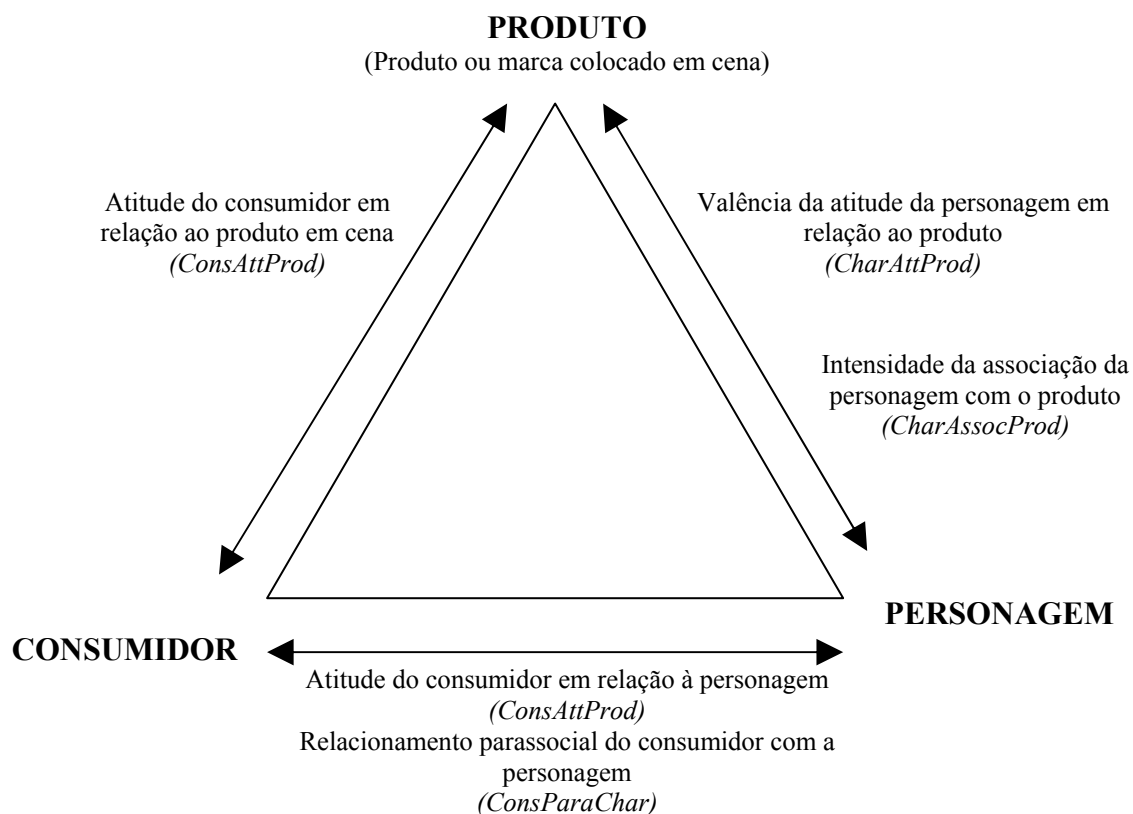 PRODUTO
(Produto ou marca colocado em cena)
Atitude do consumidor em
relação ao produto em cena
(ConsAttProd)
Valência da atitude da personagem em
relação ao produto
(CharAttProd)
Intensidade da associação da
personagem com o produto
(CharAssocProd)
CONSUMIDOR
PERSONAGEM
Atitude do consumidor em relação à personagem
(ConsAttProd)
Relacionamento parassocial do consumidor com a
personagem
(ConsParaChar)